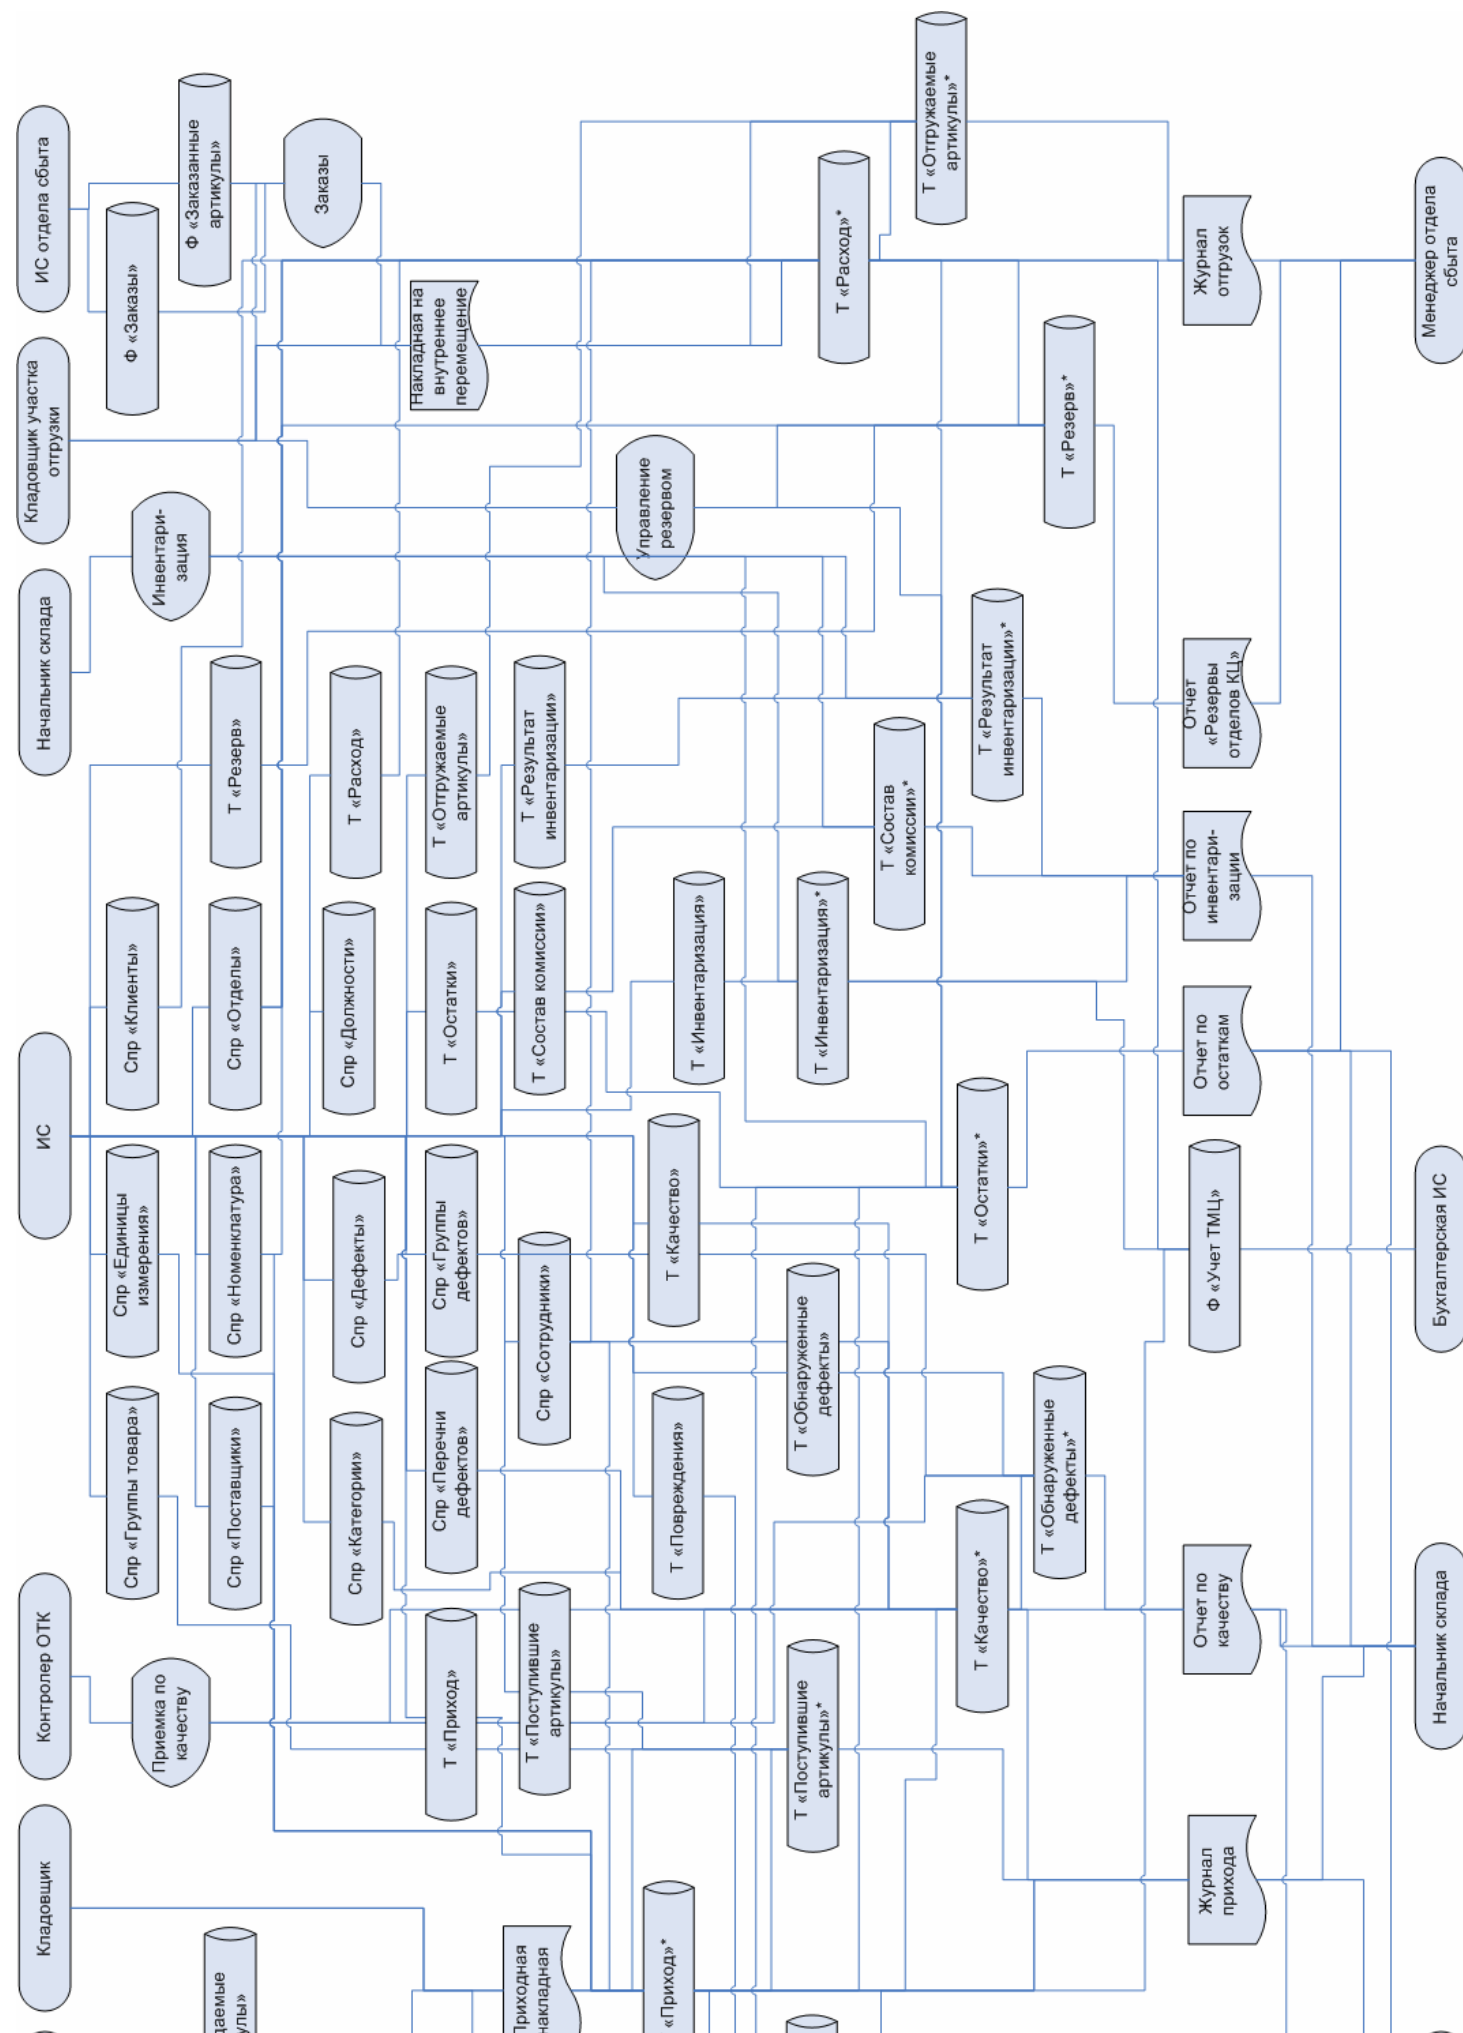 Кладовщик
Контролер ОТК
ИС
Начальник склада
Кладовщик участка
отгрузки
ИС отдела сбыта
Спр «Группы товара»
Спр «Единицы
измерения»
Спр «Клиенты»
Ф «Заказы»
Приемка по
качеству
Инвентари-
зация
Ф «Заказанные
артикулы»
Спр «Поставщики»
Спр «Номенклатура»
Спр «Отделы»
Т «Резерв»
Заказы
Спр «Категории»
Спр «Дефекты»
Спр «Должности»
Т «Расход»
Накладная на
внутреннее
перемещение
Т «Приход»
Спр «Перечни
дефектов»
Спр «Группы
дефектов»
Т «Остатки»
Т «Отгружаемые
артикулы»
Приходная
накладная
Т «Поступившие
артикулы»
Спр «Сотрудники»
Т «Состав комиссии»
Т «Результат
инвентаризации»
«Приход»*
Т «Повреждения»
Т «Качество»
Т «Инвентаризация»
Управление
резервом
Т «Поступившие
артикулы»*
Т «Обнаруженные
дефекты»
Т «Инвентаризация»*
Т «Расход»*
Т «Состав
комиссии»*
Т «Отгружаемые
артикулы»*
Т «Качество»*
Т «Остатки»*
Т «Результат
инвентаризации»*
Т «Обнаруженные
дефекты»*
Т «Резерв»*
Журнал
прихода
Отчет по
качеству
Ф «Учет ТМЦ»
Отчет по
остаткам
Отчет по
инвентари-
зации
Отчет
«Резервы
отделов КЦ»
Журнал
отгрузок
Начальник склада
Бухгалтерская ИС
Менеджер отдела
сбыта